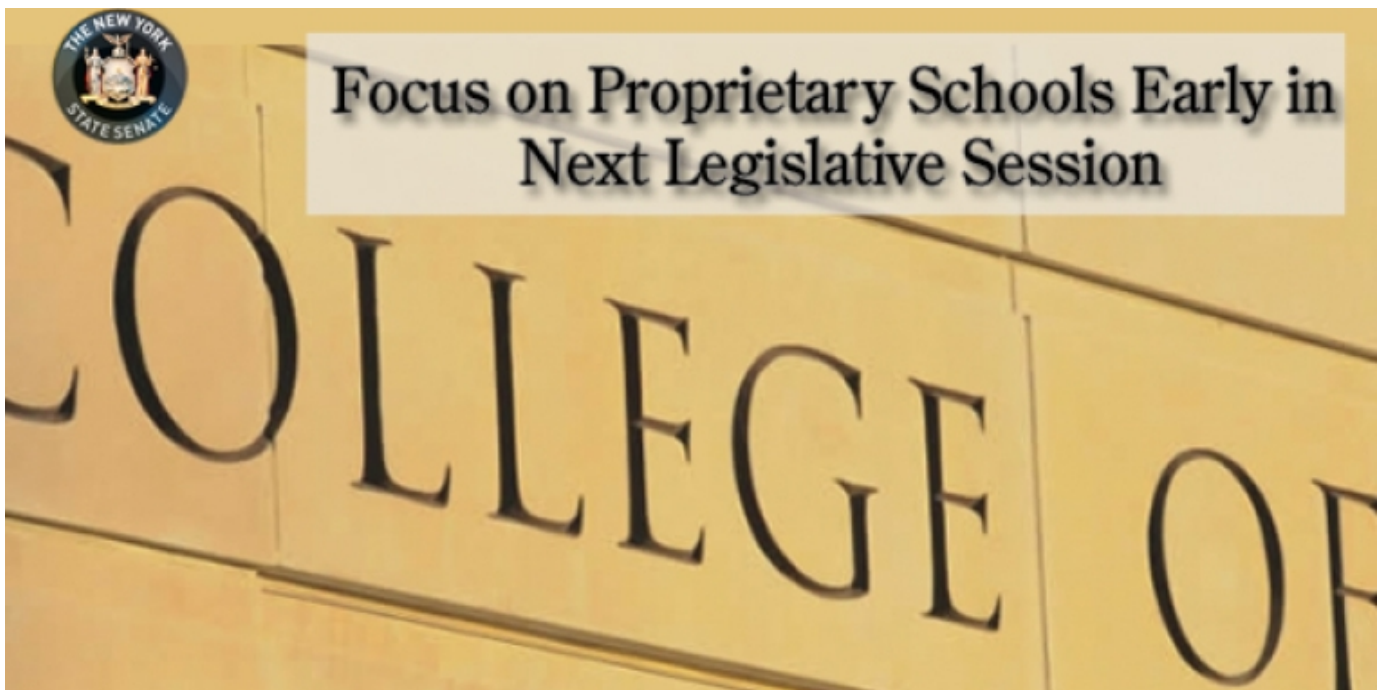 THE NEW YORK
STATE SENATE
Focus on Proprietary Schools Early in
Next Legislative Session
COLLEGE OF